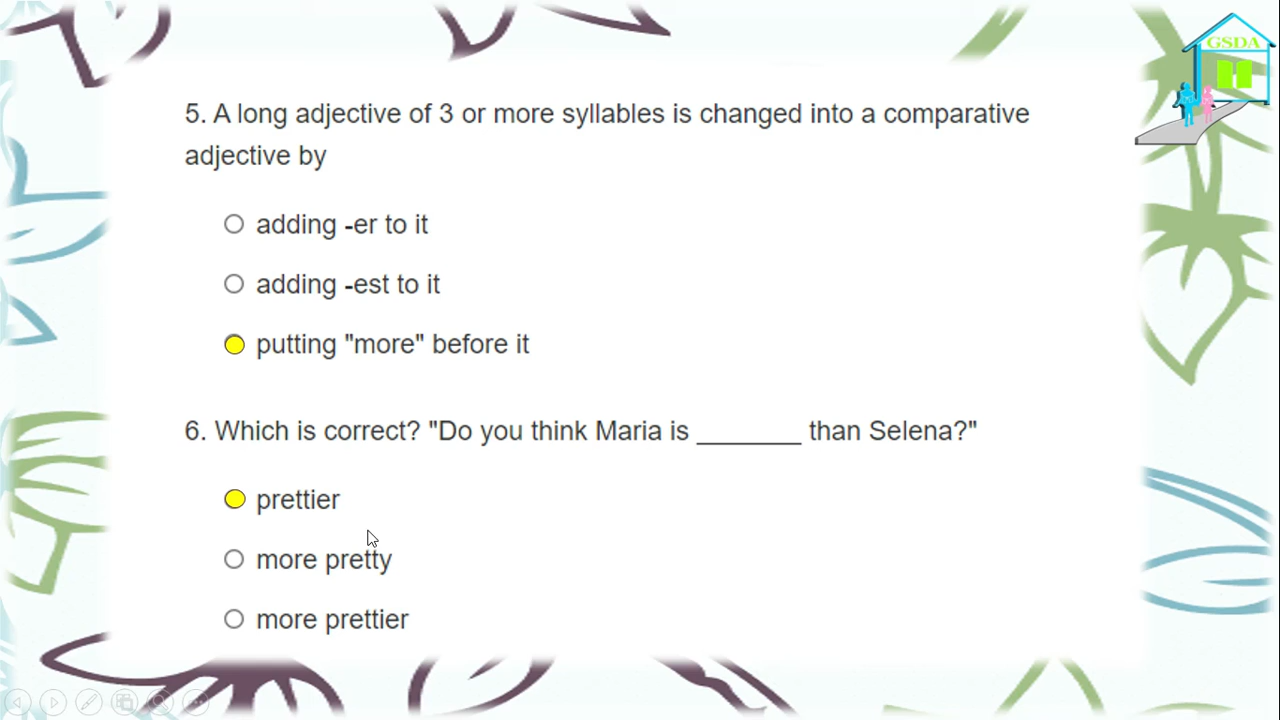 GSDA
5. A long adjective of 3 or more syllables is changed into a comparative
adjective by
adding -er to it
adding -est to it
putting "more" before it
6. Which is correct? "Do you think Maria is _______ than Selena?"
prettier
more pretty
more prettier